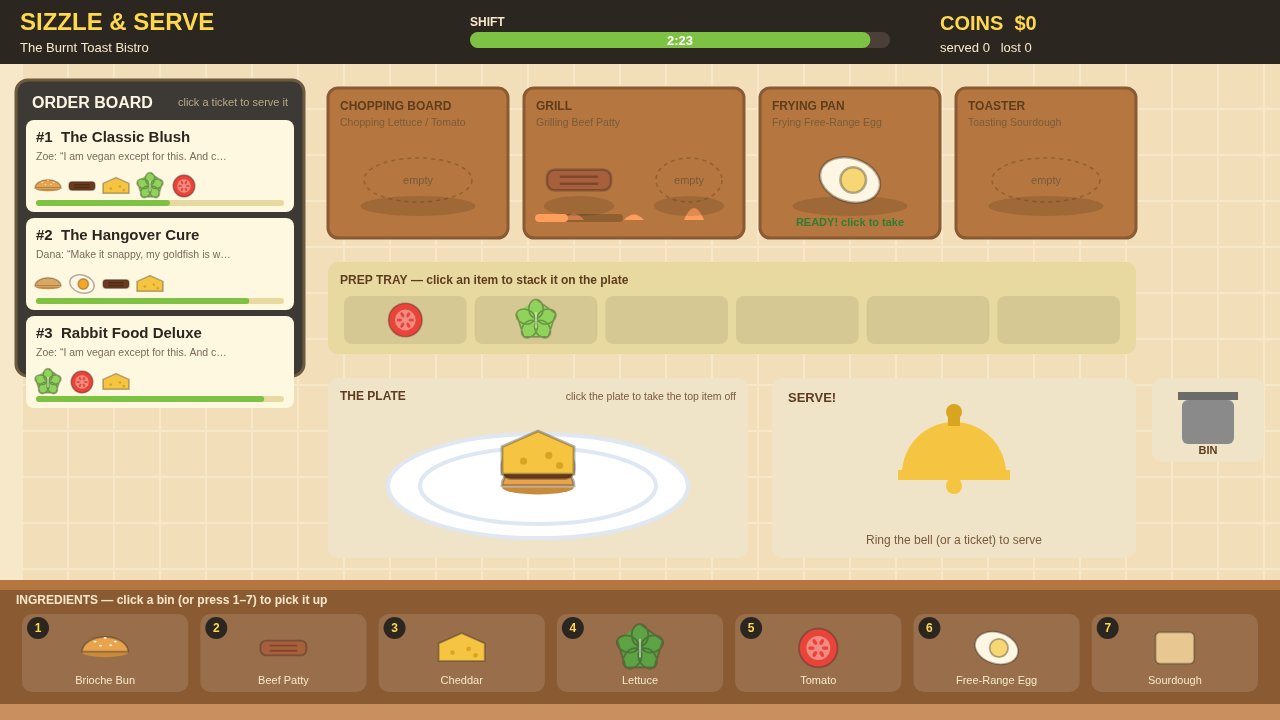 SIZZLE & SERVE
The Burnt Toast Bistro
SHIFT
2:23
COINS $0
served 0 lost 0
ORDER BOARD
click a ticket to serve it
#1 The Classic Blush
Zoe: “I am vegan except for this. And c…
#2 The Hangover Cure
Dana: “Make it snappy, my goldfish is w…
#3 Rabbit Food Deluxe
Zoe: “I am vegan except for this. And c…
CHOPPING BOARD
Chopping Lettuce / Tomato
empty
GRILL
Grilling Beef Patty
empty
FRYING PAN
Frying Free-Range Egg
READY! click to take
TOASTER
Toasting Sourdough
empty
PREP TRAY — click an item to stack it on the plate
THE PLATE
click the plate to take the top item off
SERVE!
Ring the bell (or a ticket) to serve
BIN
INGREDIENTS — click a bin (or press 1–7) to pick it up
1
Brioche Bun
2
Beef Patty
3
Cheddar
4
Lettuce
5
Tomato
6
Free-Range Egg
7
Sourdough